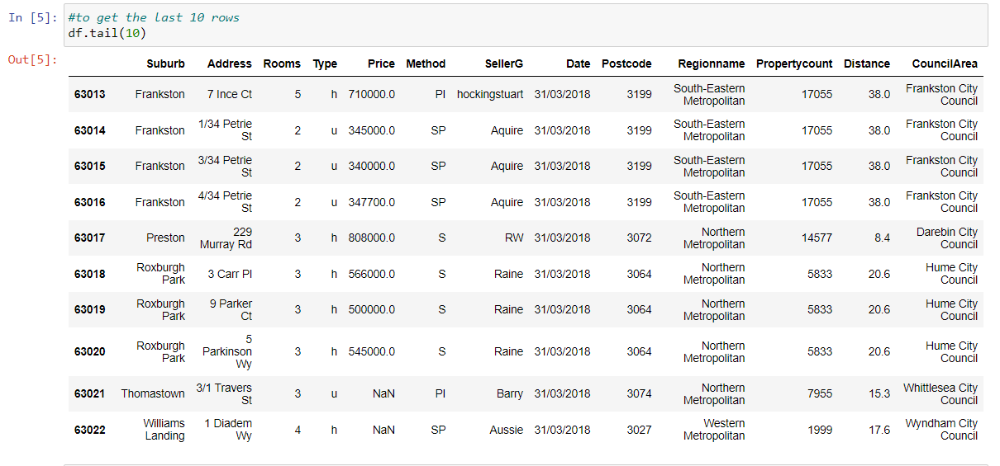 In [5]: #to get the last 10 rows
df.tail(10)
Out[5]:
Suburb Address Rooms Type Price Method SellerG Date Postcode Regionname Propertycount Distance CouncilArea
63013 Frankston 7 Ince Ct 5 h 710000.0 PI hockingstuart 31/03/2018 3199 South-Eastern Metropolitan 17055 38.0 Frankston City Council
63014 Frankston 1/34 Petrie St 2 u 345000.0 SP Aquire 31/03/2018 3199 South-Eastern Metropolitan 17055 38.0 Frankston City Council
63015 Frankston 3/34 Petrie St 2 u 340000.0 SP Aquire 31/03/2018 3199 South-Eastern Metropolitan 17055 38.0 Frankston City Council
63016 Frankston 4/34 Petrie St 2 u 347700.0 SP Aquire 31/03/2018 3199 South-Eastern Metropolitan 17055 38.0 Frankston City Council
63017 Preston 229 Murray Rd 3 h 808000.0 S RW 31/03/2018 3072 Northern Metropolitan 14577 8.4 Darebin City Council
63018 Roxburgh Park 3 Carr Pl 3 h 566000.0 S Raine 31/03/2018 3064 Northern Metropolitan 5833 20.6 Hume City Council
63019 Roxburgh Park 9 Parker Ct 3 h 500000.0 S Raine 31/03/2018 3064 Northern Metropolitan 5833 20.6 Hume City Council
63020 Roxburgh Park 5 Parkinson Wy 3 h 545000.0 S Raine 31/03/2018 3064 Northern Metropolitan 5833 20.6 Hume City Council
63021 Thomastown 3/1 Travers St 3 u NaN PI Barry 31/03/2018 3074 Northern Metropolitan 7955 15.3 Whittlesea City Council
63022 Williams Landing 1 Diadem Wy 4 h NaN SP Aussie 31/03/2018 3027 Western Metropolitan 1999 17.6 Wyndham City Council